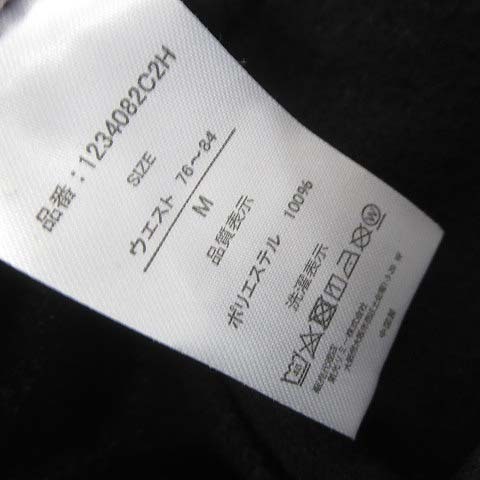 品番：1234082C2H
SIZE
ウエスト 76～84
M
品質表示
ポリエステル 100%
洗濯表示
中国製